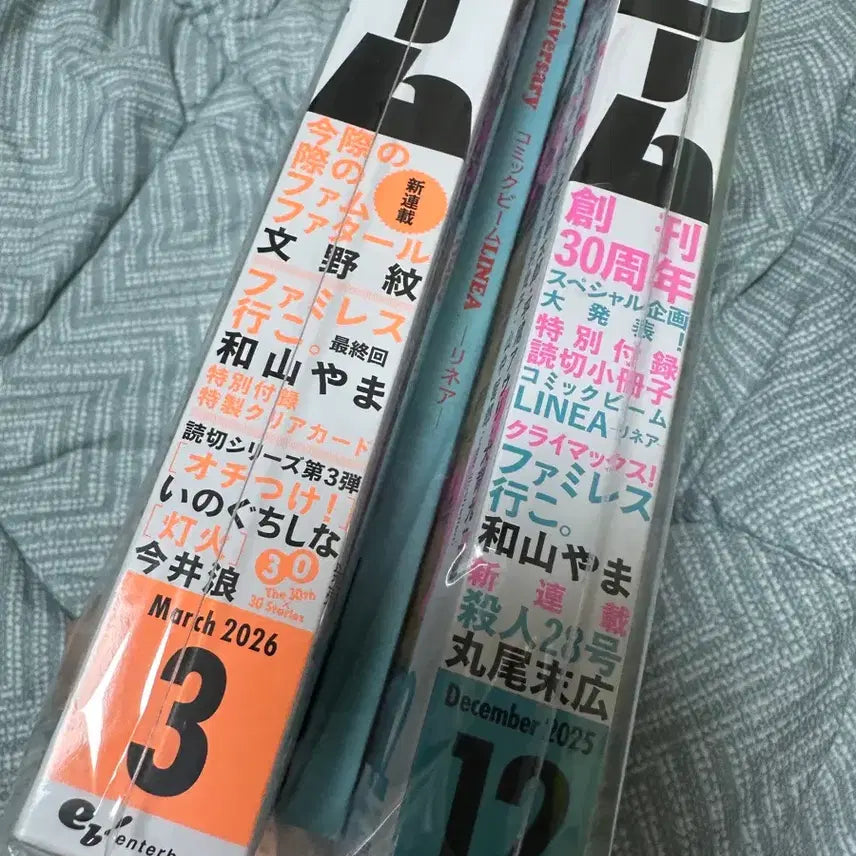 今際の
際の
ファム
ファタール
新連載
文野紋
ファミレス
行こ。
最終回
和山やま
特別付録
特製クリアカード
読切シリーズ第3弾
[オチつけ!]
いのぐちしな
[灯火]
今井浪
30
The 30th
×
30 Stories
March 2026
3
eb!
enterb
nniversary
コミックビームLINEA
―リネア―
創刊
30周年
スペシャル企画
大発表!
特別付録
読切小冊子
コミックビーム
LINEA
―リネア
クライマックス!
ファミレス
行こ。
和山やま
新連載
殺人28号
丸尾末広
December 2025
12